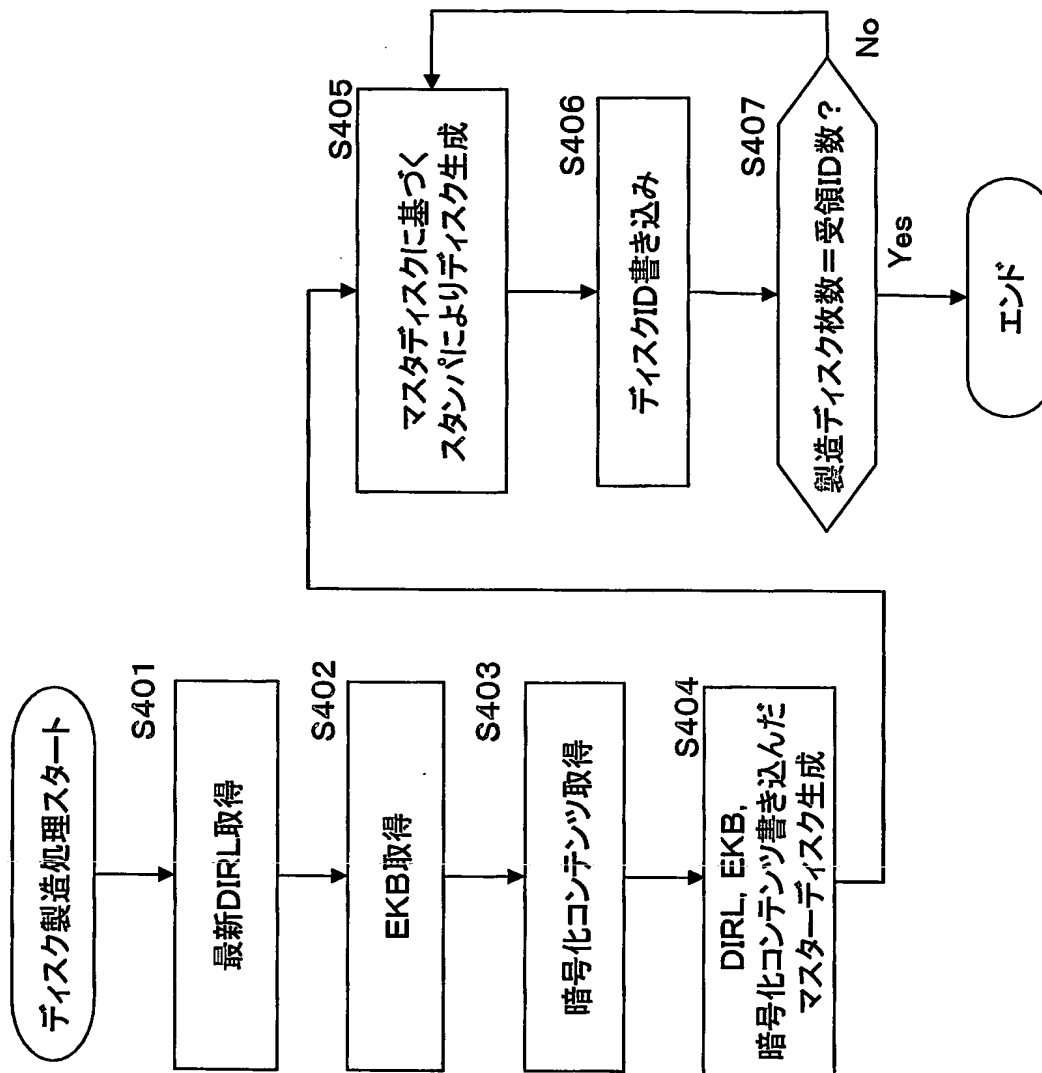 ディスク製造処理スタート
S401
最新DIRL取得
S402
EKB取得
S403
暗号化コンテンツ取得
S404
DIRL, EKB,
暗号化コンテンツ書き込んだ
マスターディスク生成
S405
マスタディスクに基づく
スタンパによりディスク生成
S406
ディスクID書き込み
S407
製造ディスク枚数＝受領ID数？
No
Yes
エンド